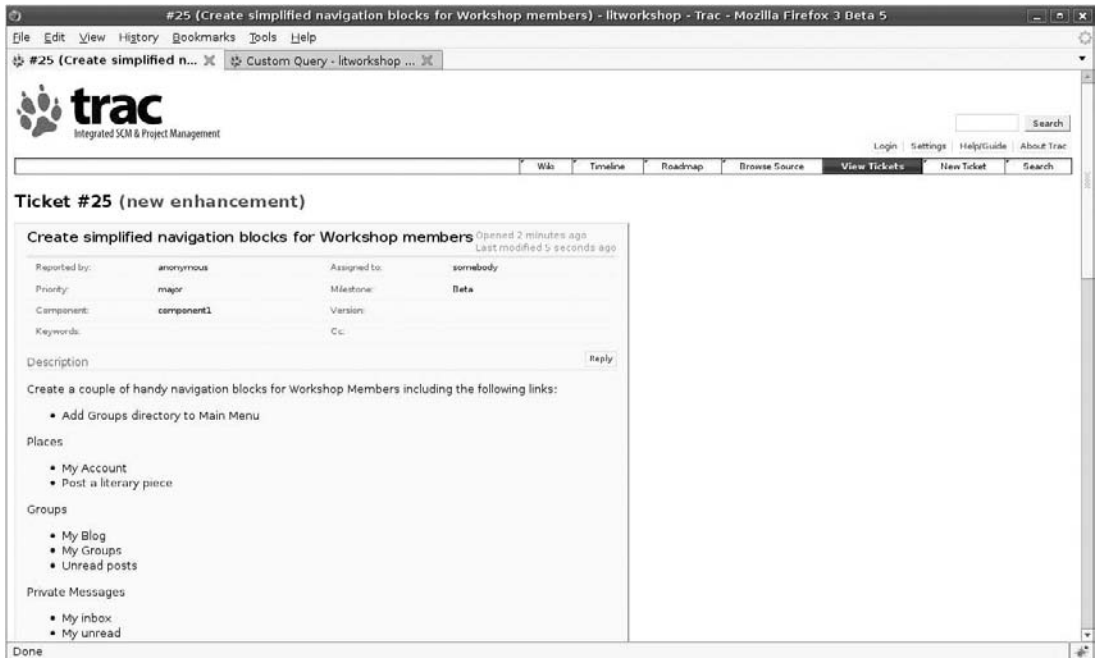 #25 (Create simplified navigation blocks for Workshop members) - litworkshop - Trac - Mozilla Firefox 3 Beta 5
File Edit View History Bookmarks Tools Help
#25 (Create simplified n... Custom Query - litworkshop ...
trac
Integrated SCM & Project Management
Search
Login Settings Help/Guide About Trac
Wiki Timeline Roadmap Browse Source View Tickets New Ticket Search
Ticket #25 (new enhancement)
Create simplified navigation blocks for Workshop members
Opened 2 minutes ago
Last modified 5 seconds ago
Reported by: anonymous Assigned to: somebody
Priority: major Milestone: Beta
Component: component1 Version:
Keywords: Cc:
Description Reply
Create a couple of handy navigation blocks for Workshop Members including the following links:
• Add Groups directory to Main Menu
Places
• My Account
• Post a literary piece
Groups
• My Blog
• My Groups
• Unread posts
Private Messages
• My inbox
• My unread
Done